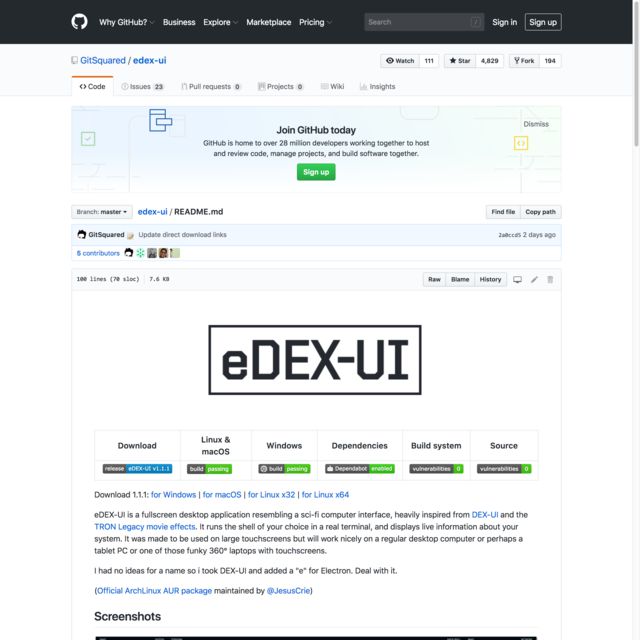 Why GitHub? Business Explore Marketplace Pricing Search / Sign in Sign up
GitSquared / edex-ui Watch 111 Star 4,829 Fork 194
Code Issues 23 Pull requests 0 Projects 0 Wiki Insights
Join GitHub today
Dismiss
GitHub is home to over 28 million developers working together to host
and review code, manage projects, and build software together.
Sign up
Branch: master edex-ui / README.md Find file Copy path
GitSquared Update direct download links 2a0ccd5 2 days ago
5 contributors
100 lines (70 sloc) 7.6 KB Raw Blame History
eDEX-UI
Download Linux & macOS Windows Dependencies Build system Source
release eDEX-UI v1.1.1 build passing build passing Dependabot enabled vulnerabilities 0 vulnerabilities 0
Download 1.1.1: for Windows | for macOS | for Linux x32 | for Linux x64
eDEX-UI is a fullscreen desktop application resembling a sci-fi computer interface, heavily inspired from DEX-UI and the
TRON Legacy movie effects. It runs the shell of your choice in a real terminal, and displays live information about your
system. It was made to be used on large touchscreens but will work nicely on a regular desktop computer or perhaps a
tablet PC or one of those funky 360° laptops with touchscreens.
I had no ideas for a name so i took DEX-UI and added a "e" for Electron. Deal with it.
(Official ArchLinux AUR package maintained by @JesusCrie)
Screenshots